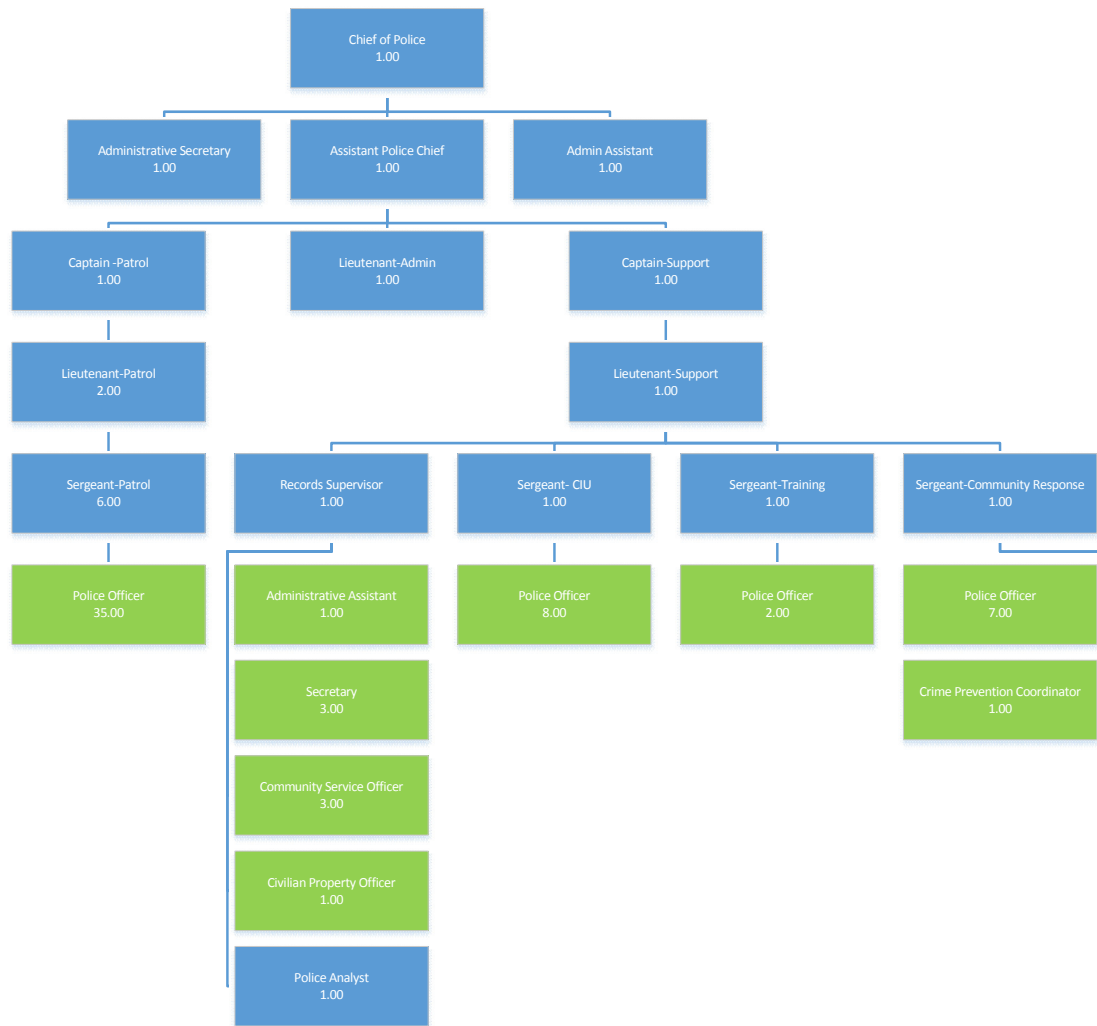 Chief of Police
1.00
Administrative Secretary
1.00
Assistant Police Chief
1.00
Admin Assistant
1.00
Captain -Patrol
1.00
Lieutenant-Admin
1.00
Captain-Support
1.00
Lieutenant-Patrol
2.00
Lieutenant-Support
1.00
Sergeant-Patrol
6.00
Records Supervisor
1.00
Sergeant- CIU
1.00
Sergeant-Training
1.00
Sergeant-Community Response
1.00
Police Officer
35.00
Administrative Assistant
1.00
Police Officer
8.00
Police Officer
2.00
Police Officer
7.00
Secretary
3.00
Crime Prevention Coordinator
1.00
Community Service Officer
3.00
Civilian Property Officer
1.00
Police Analyst
1.00